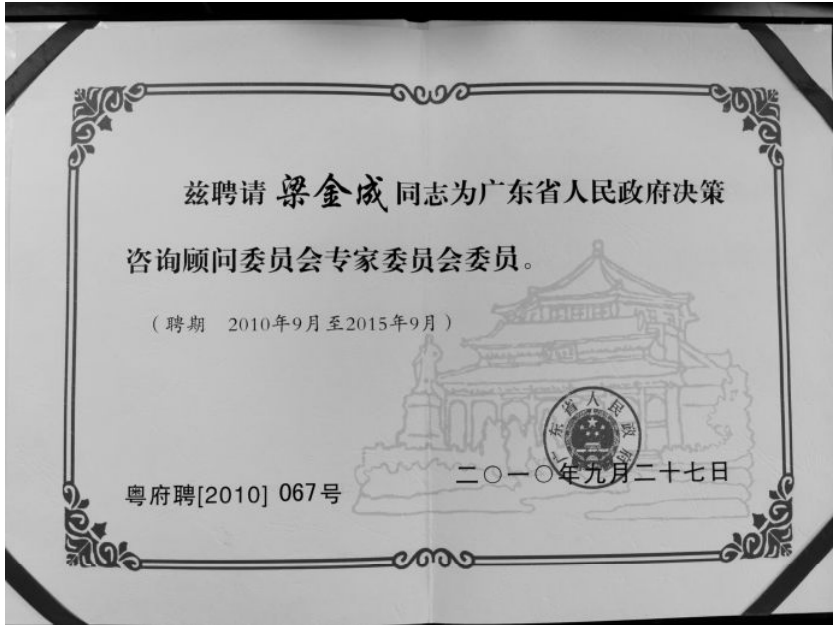 兹聘请 梁金成 同志为广东省人民政府决策
咨询顾问委员会专家委员会委员。
（聘期 2010年9月至2015年9月）
广东省人民政府
二〇一〇年九月二十七日
粤府聘[2010] 067号